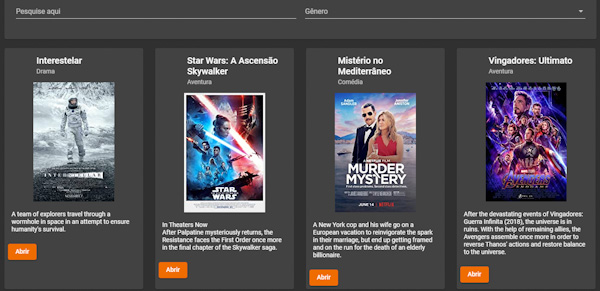 Pesquise aqui
Gênero
Interestelar
Drama
INTERSTELLAR
A team of explorers travel through a
wormhole in space in an attempt to ensure
humanity's survival.
Abrir
Star Wars: A Ascensão
Skywalker
Aventura
STAR
WARS
In Theaters Now
After Palpatine mysteriously returns, the
Resistance faces the First Order once more
in the final chapter of the Skywalker saga.
Abrir
Mistério no
Mediterrâneo
Comédia
MURDER
MYSTERY
JUNE 14
NETFLIX
A New York cop and his wife go on a
European vacation to reinvigorate the spark
in their marriage, but end up getting framed
and on the run for the death of an elderly
billionaire.
Abrir
Vingadores: Ultimato
Aventura
After the devastating events of Vingadores:
Guerra Infinita (2018), the universe is in
ruins. With the help of remaining allies, the
Avengers assemble once more in order to
reverse Thanos' actions and restore balance
to the universe.
Abrir